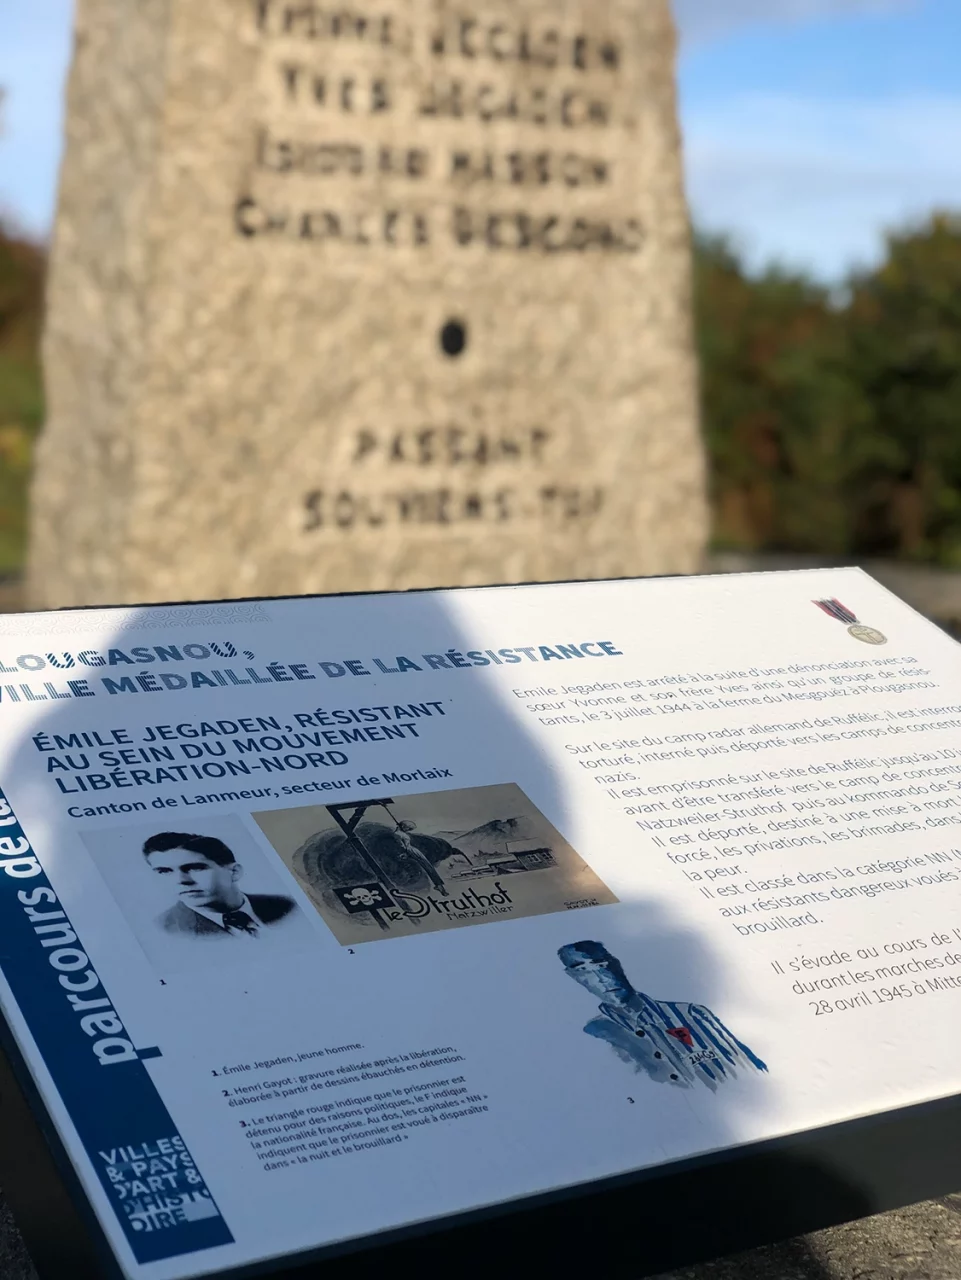 YVONNE JEGADEN
YVES JEGADEN
ISIDORE MASSON
CHARLES GESCOND
PASSANT
SOUVIENS-TOI
LOUGASNOU,
VILLE MÉDAILLÉE DE LA RÉSISTANCE
ÉMILE JEGADEN, RÉSISTANT
AU SEIN DU MOUVEMENT
LIBÉRATION-NORD
Canton de Lanmeur, secteur de Morlaix
le Struthof
Natzwiller
1
2
1. Émile Jegaden, jeune homme.
2. Henri Gayot : gravure réalisée après la libération,
élaborée à partir de dessins ébauchés en détention.
3. Le triangle rouge indique que le prisonnier est
détenu pour des raisons politiques, le F indique
la nationalité française. Au dos, les capitales « NN »
indiquent que le prisonnier est voué à disparaître
dans « la nuit et le brouillard »
3
Emile Jegaden est arrêté à la suite d'une dénonciation avec sa
sœur Yvonne et son frère Yves ainsi qu'un groupe de résis-
tants, le 3 juillet 1944 à la ferme du Mesgouëz à Plougasnou.
Sur le site du camp radar allemand de Ruffélic, il est interro
torturé, interné puis déporté vers les camps de concent
nazis.
Il est emprisonné sur le site de Ruffélic jusqu'au 10 ju
avant d'être transféré vers le camp de concent
Natzweiler-Struthof puis au kommando de S
Il est déporté, destiné à une mise à mort
forcé, les privations, les brimades, dans
la peur.
Il est classé dans la catégorie NN (N
aux résistants dangereux voués
brouillard.
Il s'évade au cours de l'
durant les marches de
28 avril 1945 à Mitte
parcours de la
VILLES
& PAYS
D'ART &
D'HISTO
OIRE